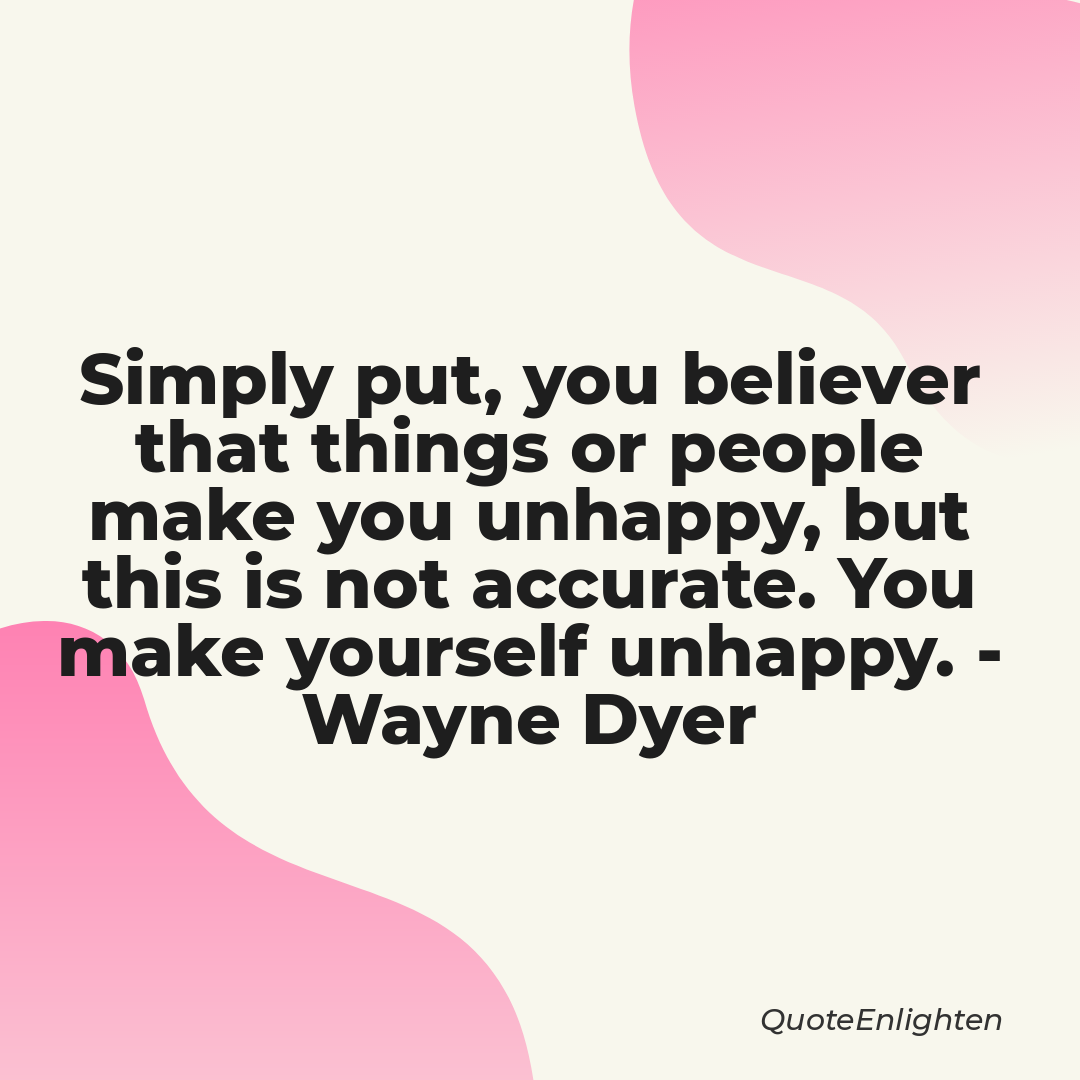 Simply put, you believer
that things or people
make you unhappy, but
this is not accurate. You
make yourself unhappy. -
Wayne Dyer
QuoteEnlighten